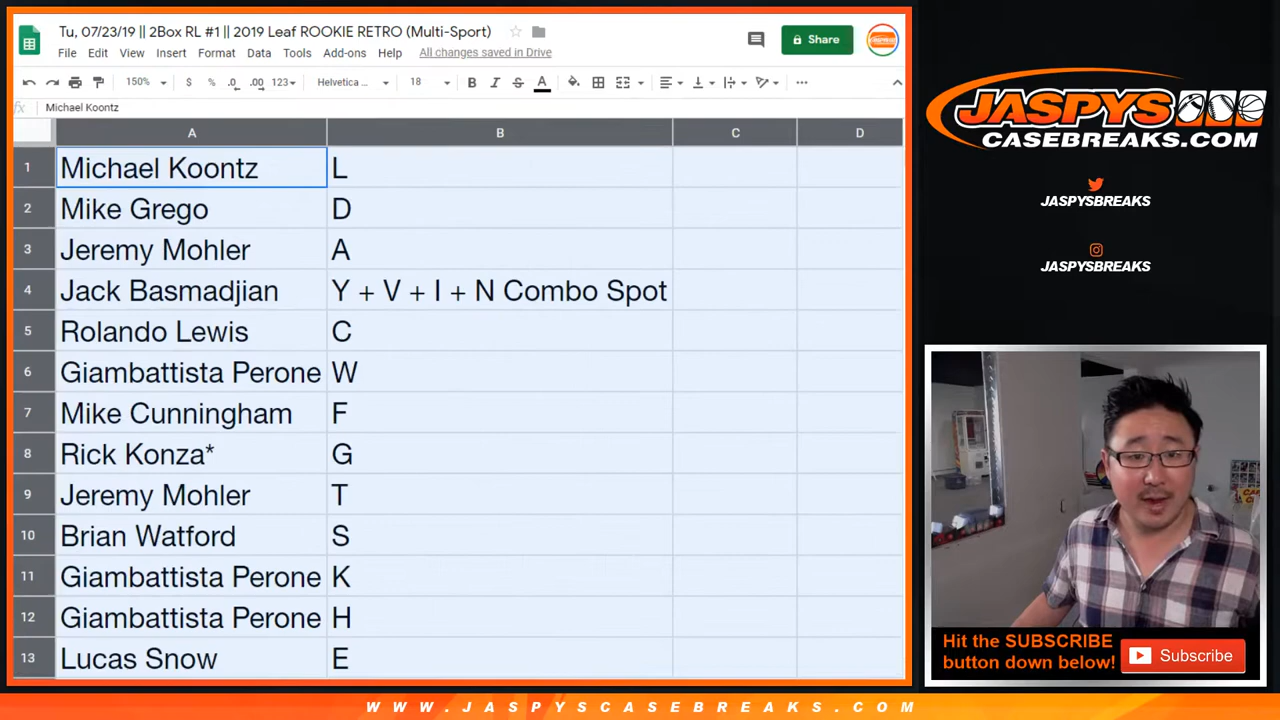 Tu, 07/23/19 || 2Box RL #1 || 2019 Leaf ROOKIE RETRO (Multi-Sport)
File Edit View Insert Format Data Tools Add-ons Help All changes saved in Drive
Share
150% $ % .0 .00 123 Helvetica ... 18 B I S A
fx Michael Koontz
A B C D
1 Michael Koontz L
2 Mike Grego D
3 Jeremy Mohler A
4 Jack Basmadjian Y + V + I + N Combo Spot
5 Rolando Lewis C
6 Giambattista Perone W
7 Mike Cunningham F
8 Rick Konza* G
9 Jeremy Mohler T
10 Brian Watford S
11 Giambattista Perone K
12 Giambattista Perone H
13 Lucas Snow E
JASPYS
CASEBREAKS.COM
JASPYSBREAKS
JASPYSBREAKS
Hit the SUBSCRIBE
button down below!
Subscribe
WWW.JASPYSCASEBREAKS.COM